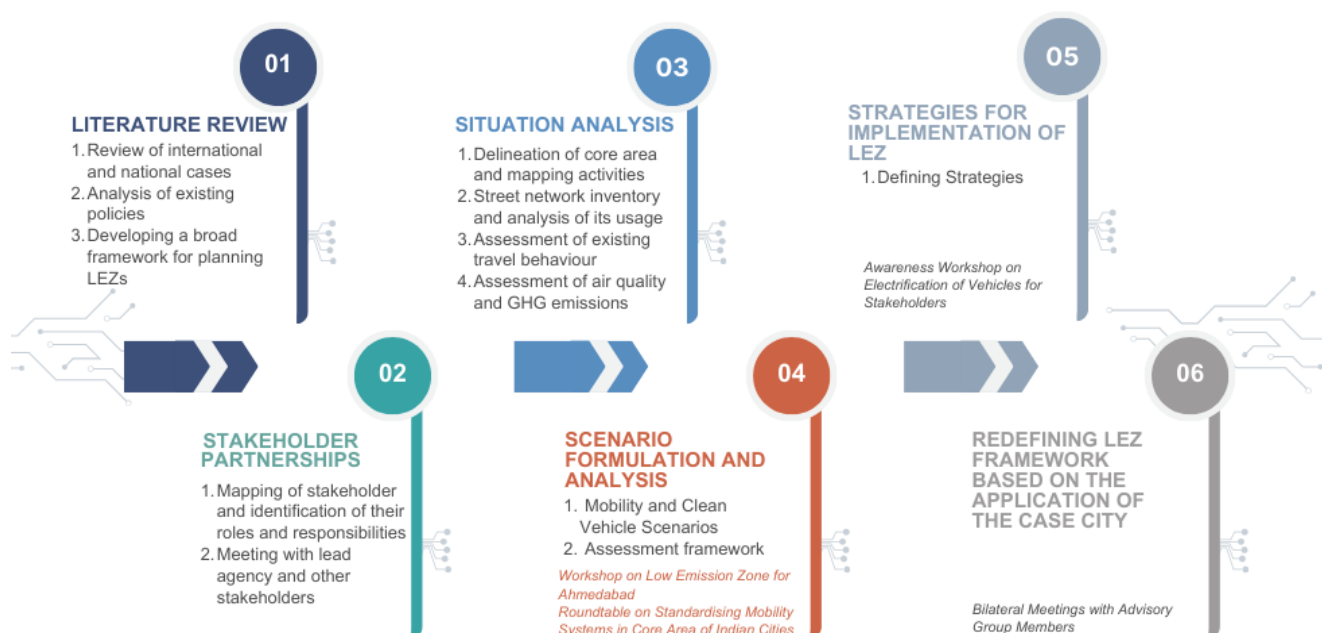 01
LITERATURE REVIEW
1. Review of international
and national cases
2. Analysis of existing
policies
3. Developing a broad
framework for planning
LEZs
02
STAKEHOLDER
PARTNERSHIPS
1. Mapping of stakeholder
and identification of their
roles and responsibilities
2. Meeting with lead
agency and other
stakeholders
03
SITUATION ANALYSIS
1. Delineation of core area
and mapping activities
2. Street network inventory
and analysis of its usage
3. Assessment of existing
travel behaviour
4. Assessment of air quality
and GHG emissions
04
SCENARIO
FORMULATION AND
ANALYSIS
1. Mobility and Clean
Vehicle Scenarios
2. Assessment framework
Workshop on Low Emission Zone for
Ahmedabad
Roundtable on Standardising Mobility
Systems in Core Area of Indian Cities
05
STRATEGIES FOR
IMPLEMENTATION OF
LEZ
1. Defining Strategies
Awareness Workshop on
Electrification of Vehicles for
Stakeholders
06
REDEFINING LEZ
FRAMEWORK
BASED ON THE
APPLICATION OF
THE CASE CITY
Bilateral Meetings with Advisory
Group Members